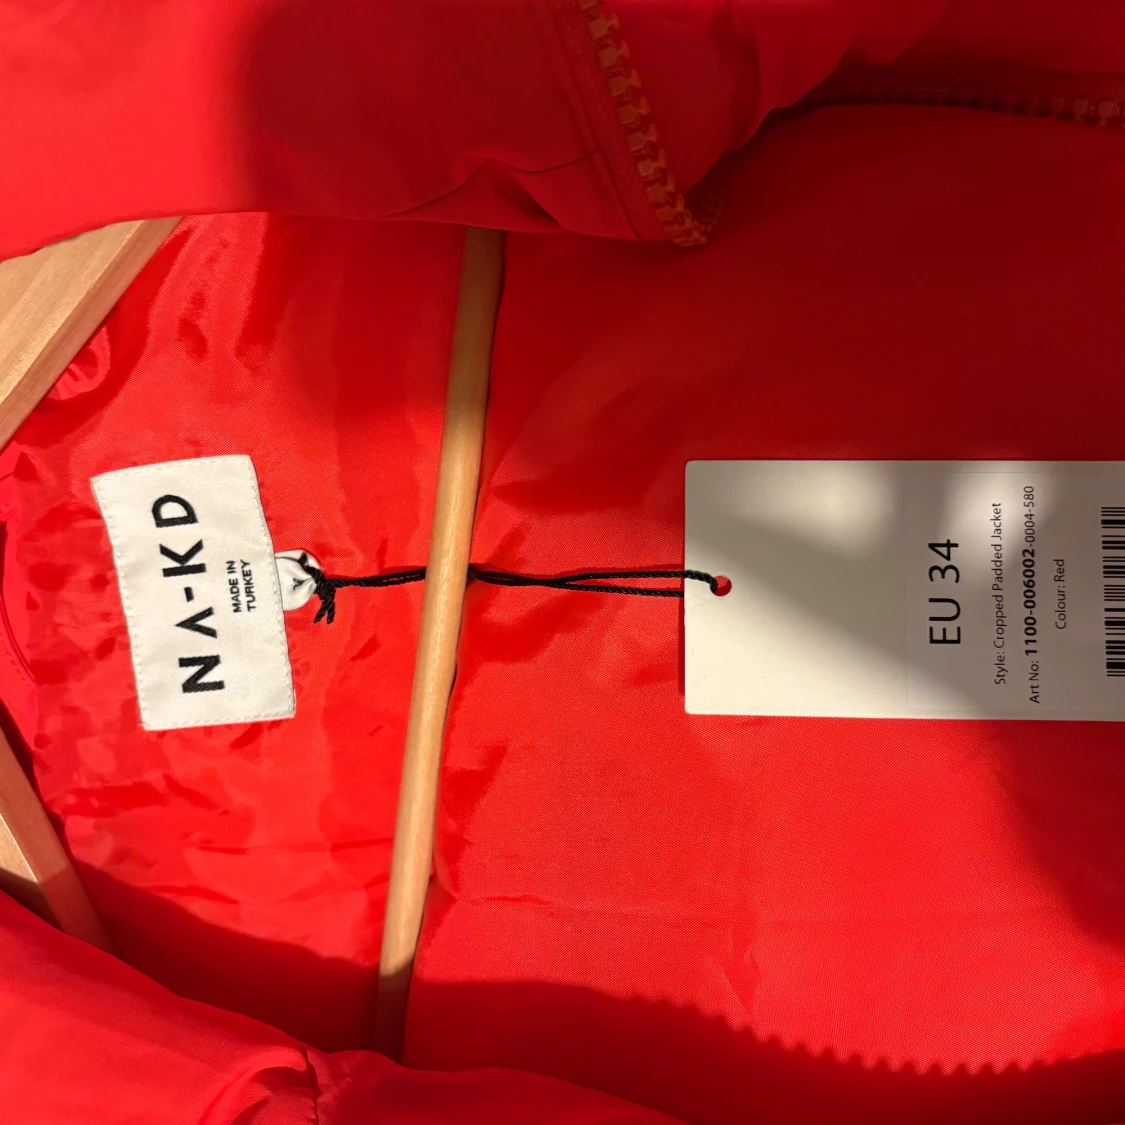 NA-KD
MADE IN
TURKEY
EU 34
Style: Cropped Padded Jacket
Art No: 1100-006002-0004-580
Colour: Red